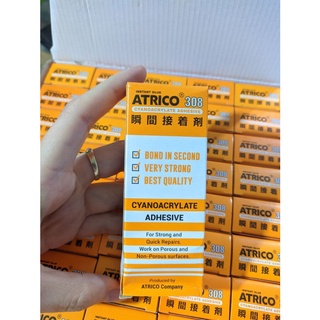 INSTANT GLUE
ATRICO® 308
CYANOACRYLATE ADHESIVE
瞬間接着剤
BOND IN SECOND
VERY STRONG
BEST QUALITY
CYANOACRYLATE
ADHESIVE
For Strong and
Quick Repairs
Work on Porous and
Non-Porous surfaces.
Producted by
ATRICO Company